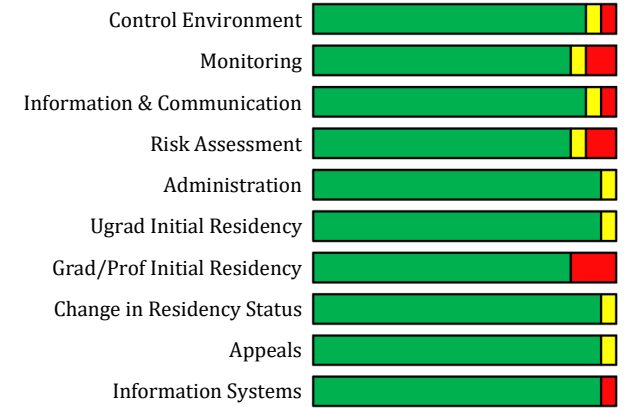 Control Environment
Monitoring
Information & Communication
Risk Assessment
Administration
Ugrad Initial Residency
Grad/Prof Initial Residency
Change in Residency Status
Appeals
Information Systems